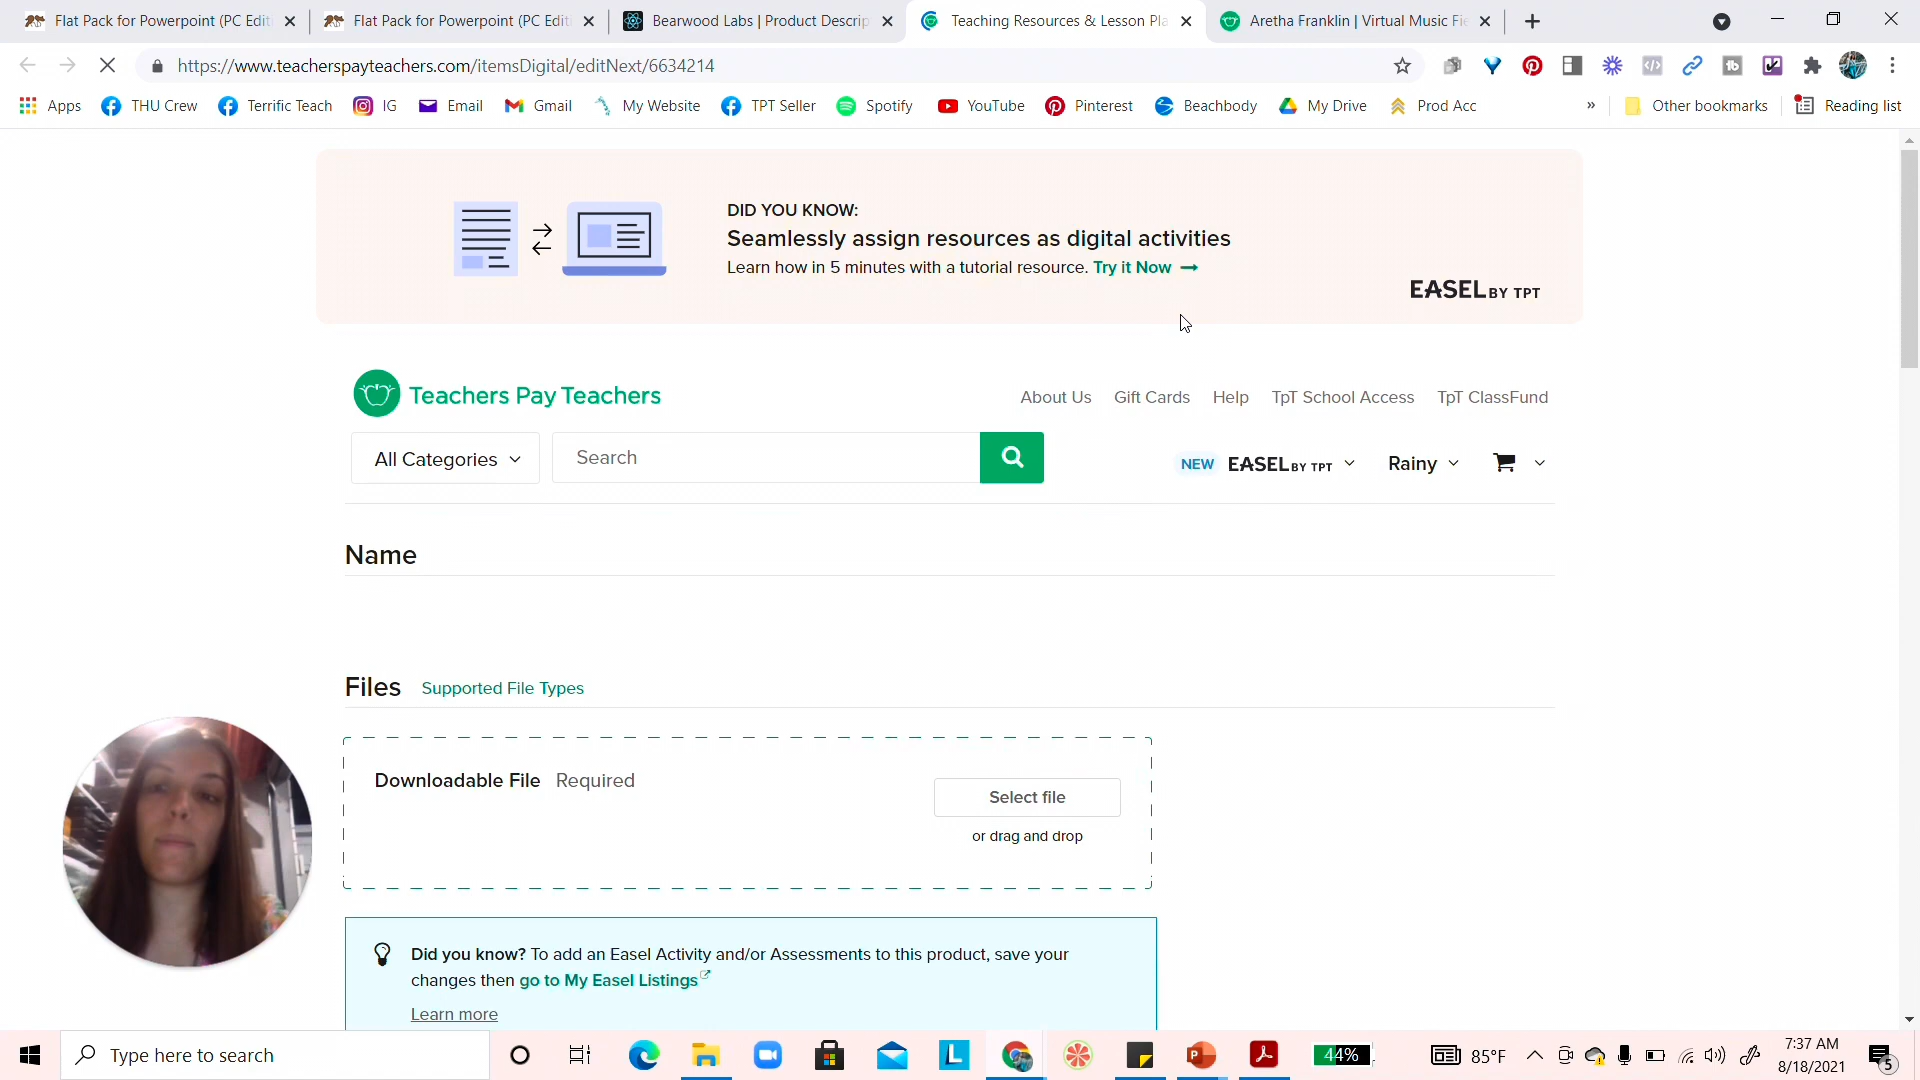 Flat Pack for Powerpoint (PC Editi
Flat Pack for Powerpoint (PC Editi
Bearwood Labs | Product Descrip
Teaching Resources & Lesson Pla
Aretha Franklin | Virtual Music Fie
https://www.teacherspayteachers.com/itemsDigital/editNext/6634214
Apps
THU Crew
Terrific Teach
IG
Email
Gmail
My Website
TPT Seller
Spotify
YouTube
Pinterest
Beachbody
My Drive
Prod Acc
»
Other bookmarks
Reading list
DID YOU KNOW:
Seamlessly assign resources as digital activities
Learn how in 5 minutes with a tutorial resource. Try it Now →
EASEL BY TPT
Teachers Pay Teachers
About Us
Gift Cards
Help
TpT School Access
TpT ClassFund
All Categories
Search
NEW EASEL BY TPT
Rainy
Name
Files Supported File Types
Downloadable File Required
Select file
or drag and drop
Did you know? To add an Easel Activity and/or Assessments to this product, save your
changes then go to My Easel Listings
Learn more
Type here to search
L
44%
85°F
7:37 AM
8/18/2021
5